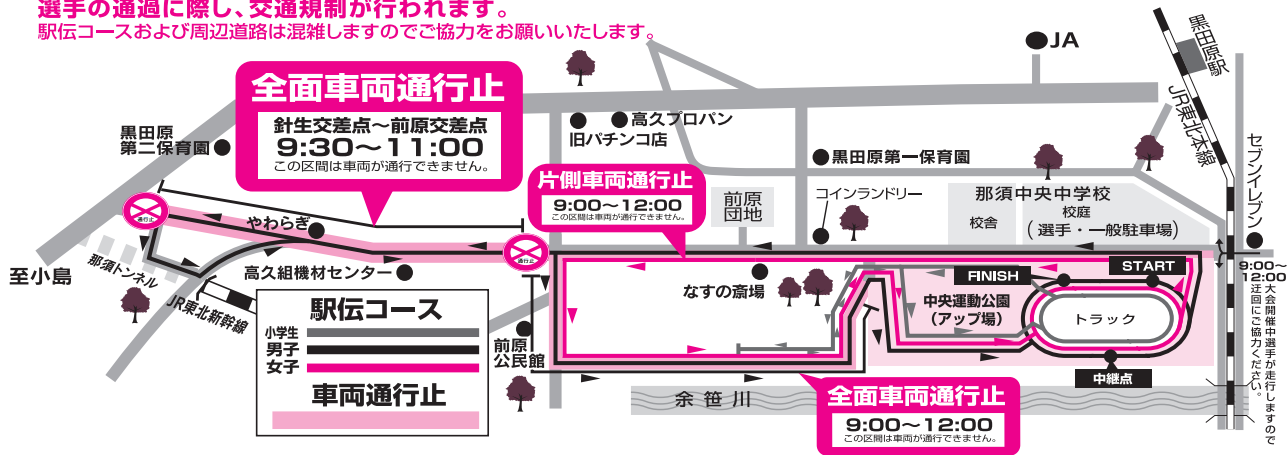 選手の通過に際し、交通規制が行われます。
駅伝コースおよび周辺道路は混雑しますのでご協力をお願いいたします。
JA
黒田原駅
JR東北本線
全面車両通行止
針生交差点～前原交差点
9:30～11:00
この区間は車両が通行できません。
黒田原
第二保育園
高久プロパン
旧パチンコ店
黒田原第一保育園
セブンイレブン
片側車両通行止
9:00～12:00
この区間は車両が通行できません。
前原
団地
コインランドリー
那須中央中学校
校舎
校庭
(選手・一般駐車場)
通行止
やわらぎ
通行止
至小島
那須トンネル
高久組機材センター
JR東北新幹線
なすの斎場
FINISH
START
中央運動公園
(アップ場)
トラック
中継点
9:00～
12:00
大会開催中選手が走行しますので
迂回にご協力ください。
駅伝コース
小学生
男子
女子
車両通行止
前原
公民館
余笹川
全面車両通行止
9:00～12:00
この区間は車両が通行できません。